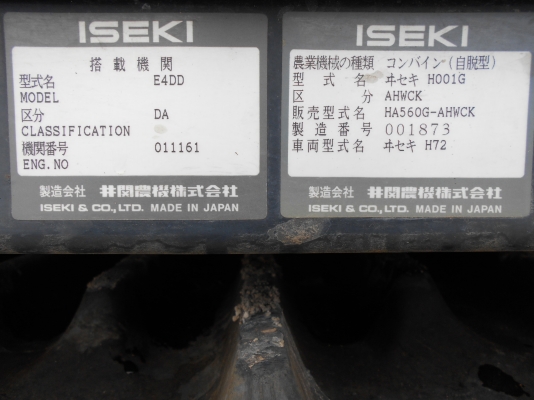 ISEKI
搭載機関
型式名 E4DD
MODEL
区分 DA
CLASSIFICATION
機関番号 011161
ENG.NO
製造会社 井関農機株式会社
ISEKI & CO., LTD. MADE IN JAPAN
ISEKI
農業機械の種類 コンバイン(自脱型)
型式名 ヰセキ H001G
区分 AHWCK
販売型式名 HA560G-AHWCK
製造番号 001873
車両型式名 ヰセキ H72
製造会社 井関農機株式会社
ISEKI & CO., LTD. MADE IN JAPAN